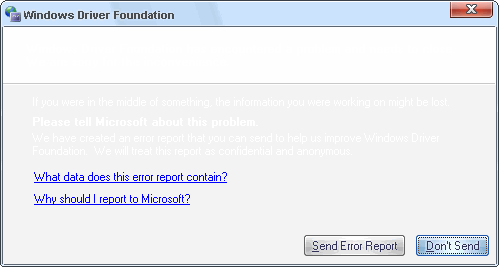 Windows Driver Foundation
If you were in the middle of something, the information you were working on might be lost.
Please tell Microsoft about this problem.
We have created an error report that you can send to help us improve Windows Driver
Foundation. We will treat this report as confidential and anonymous.
What data does this error report contain?
Why should I report to Microsoft?
Send Error Report Don't Send